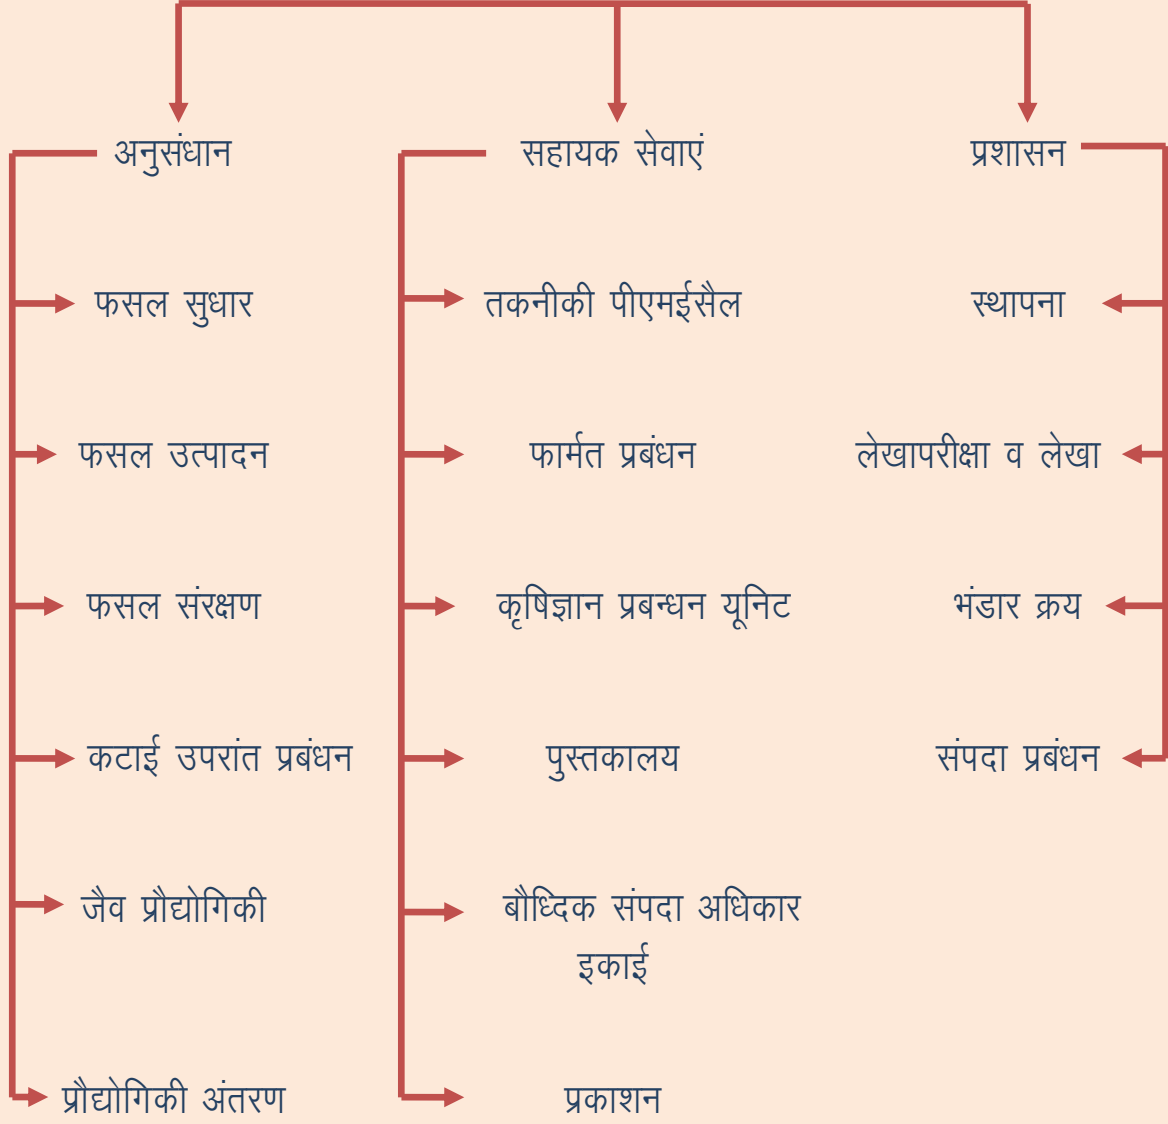 अनुसंधान
फसल सुधार
फसल उत्पादन
फसल संरक्षण
कटाई उपरांत प्रबंधन
जैव प्रौद्योगिकी
प्रौद्योगिकी अंतरण
सहायक सेवाएं
तकनीकी पीएमईसैल
फार्मत प्रबंधन
कृषिज्ञान प्रबन्धन यूनिट
पुस्तकालय
बौध्दिक संपदा अधिकार
इकाई
प्रकाशन
प्रशासन
स्थापना
लेखापरीक्षा व लेखा
भंडार क्रय
संपदा प्रबंधन